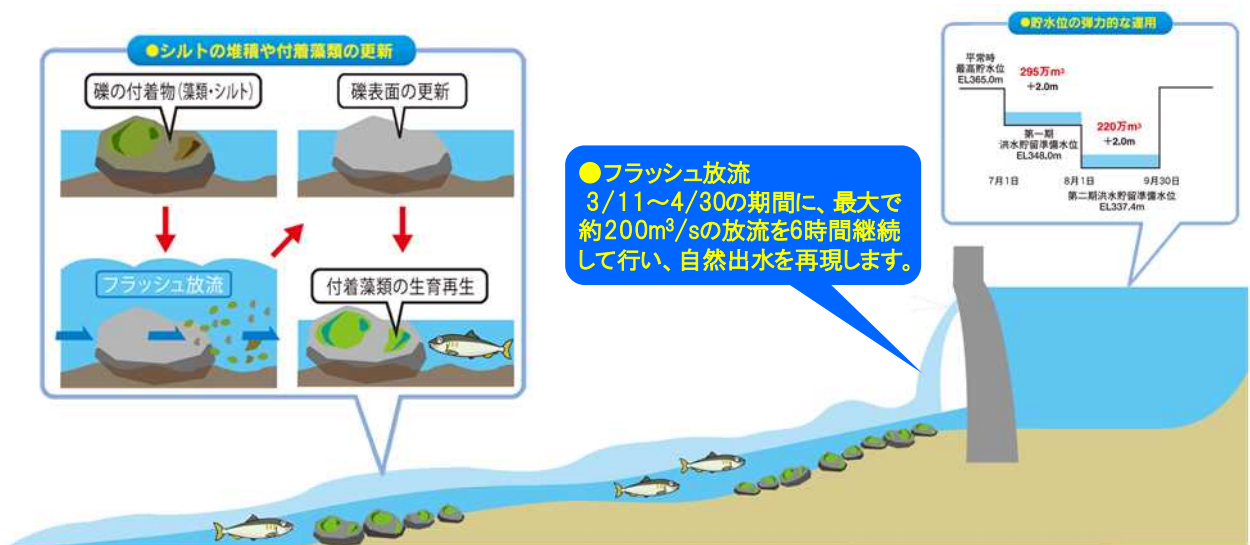 ●シルトの堆積や付着藻類の更新
礫の付着物(藻類・シルト)
礫表面の更新
フラッシュ放流
付着藻類の生育再生
●フラッシュ放流
3/11～4/30の期間に、最大で
約200m³/sの放流を6時間継続
して行い、自然出水を再現します。
●貯水位の弾力的な運用
平常時
最高貯水位
EL365.0m
295万m³
+2.0m
第一期
洪水貯留準備水位
EL348.0m
220万m³
+2.0m
7月1日
8月1日
9月30日
第二期洪水貯留準備水位
EL337.4m